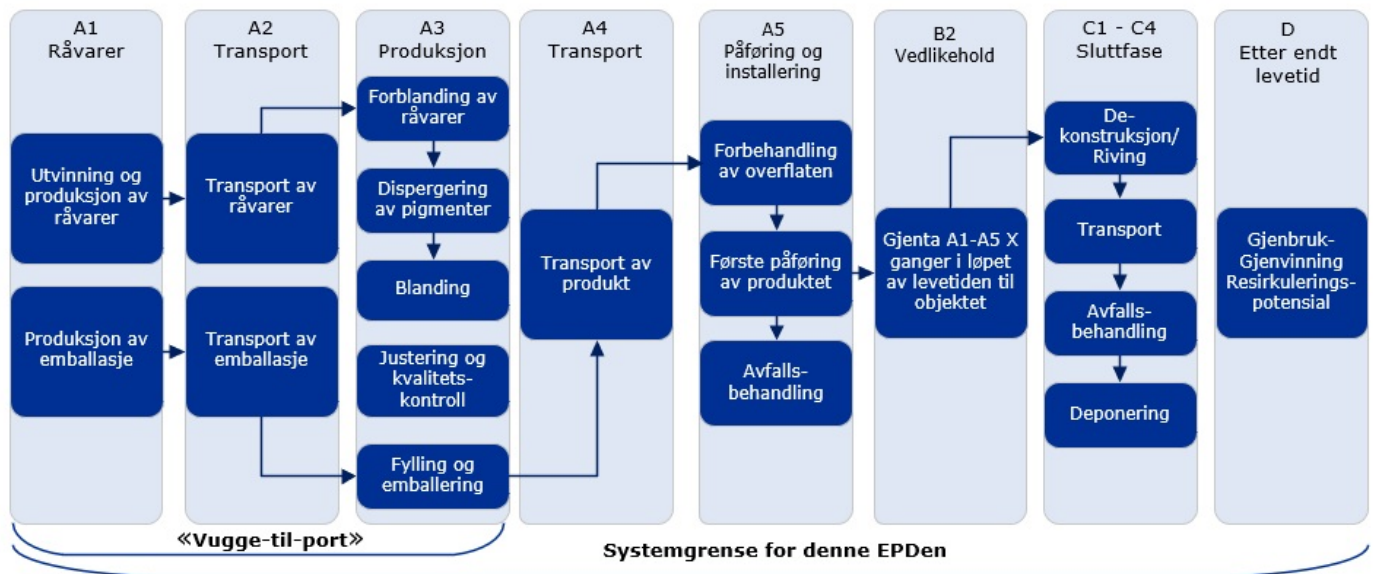 A1
Råvarer
Utvinning og
produksjon av
råvarer
Produksjon av
emballasje
A2
Transport
Transport av
råvarer
Transport av
emballasje
A3
Produksjon
Forblanding av
råvarer
Dispergering
av pigmenter
Blanding
Justering og
kvalitets-
kontroll
Fylling og
emballering
A4
Transport
Transport av
produkt
A5
Påføring og
installering
Forbehandling
av overflaten
Første påføring
av produktet
Avfalls-
behandling
B2
Vedlikehold
Gjenta A1-A5 X
ganger i løpet
av levetiden til
objektet
C1 - C4
Sluttfase
De-
konstruksjon/
Riving
Transport
Avfalls-
behandling
Deponering
D
Etter endt
levetid
Gjenbruk-
Gjenvinning
Resirkulerings-
potensial
«Vugge-til-port»
Systemgrense for denne EPDen